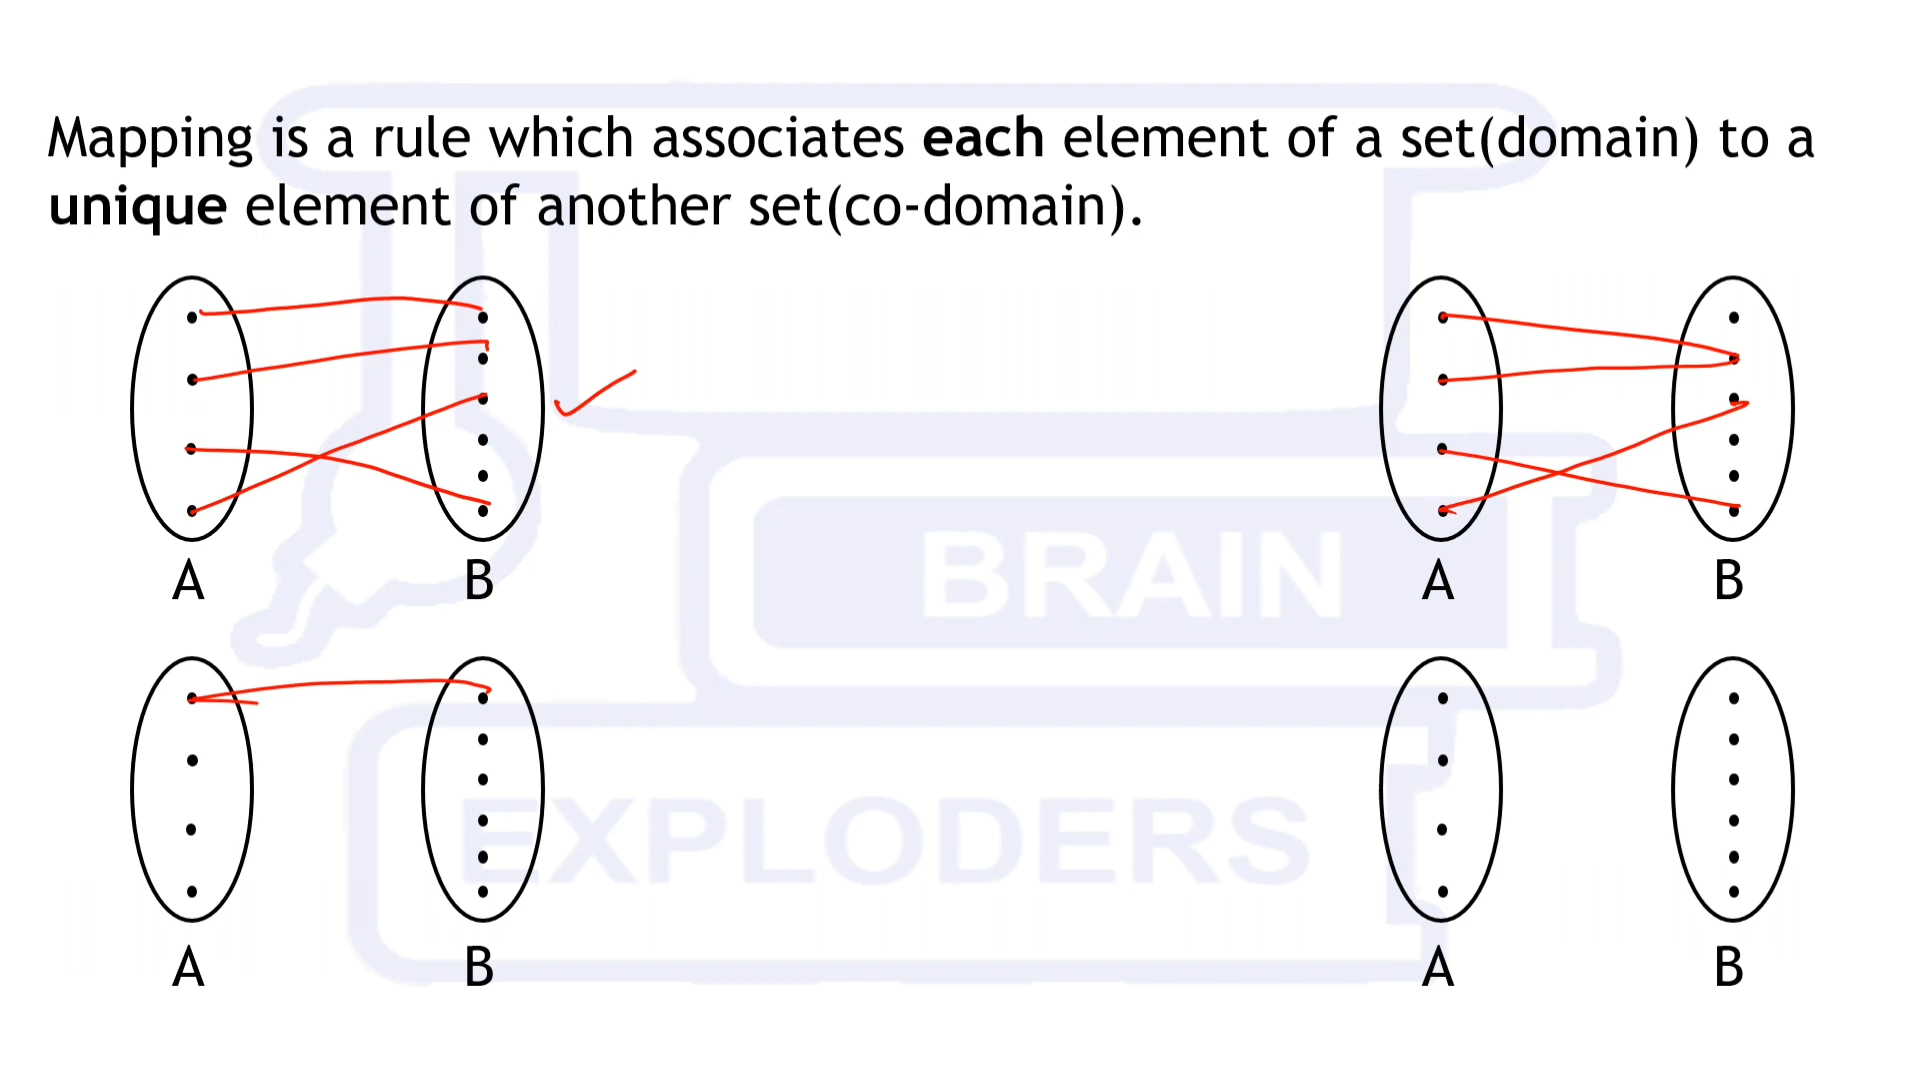 Mapping is a rule which associates each element of a set(domain) to a
unique element of another set(co-domain).
A B A B
BRAIN
EXPLODERS
A B A B